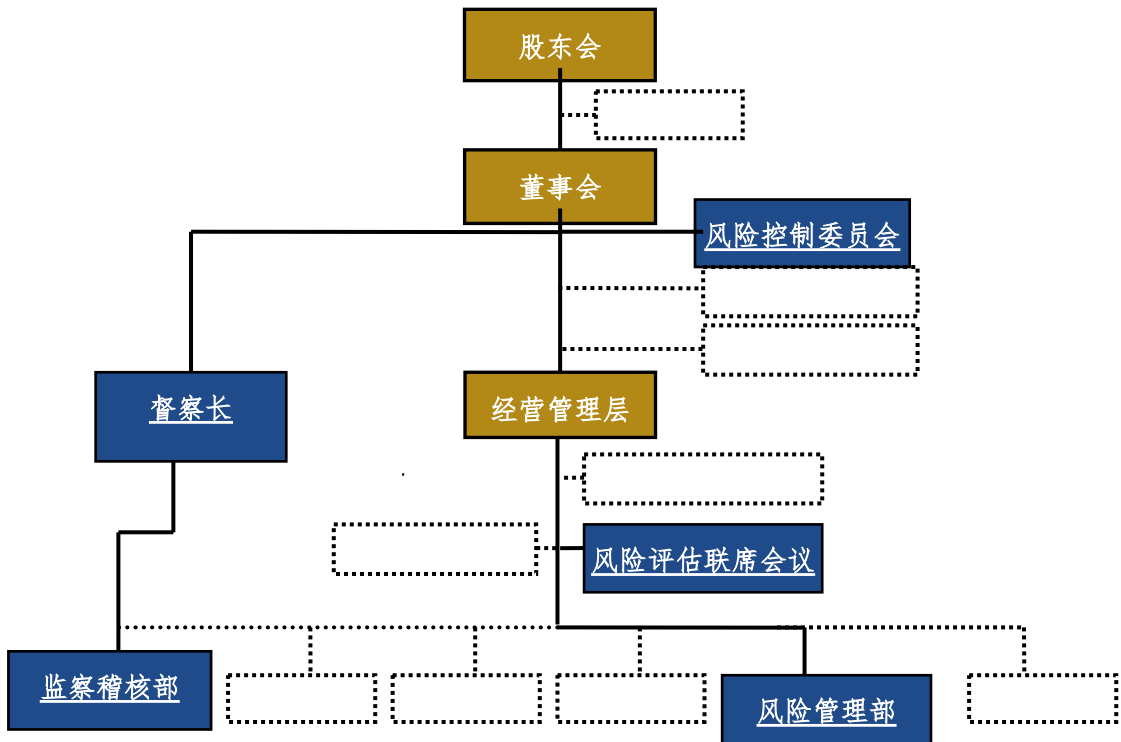 股东会
董事会
风险控制委员会
督察长
经营管理层
风险评估联席会议
监察稽核部
风险管理部